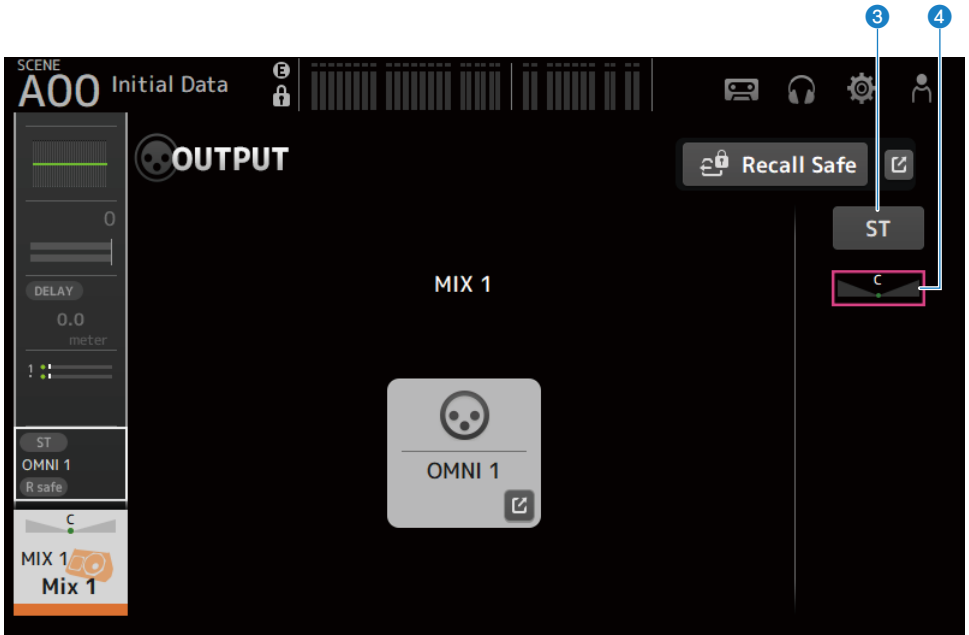 3 4
SCENE
A00 Initial Data
E
OUTPUT
Recall Safe
0
ST
C
DELAY
MIX 1
0.0
meter
!
ST
OMNI 1
R safe
OMNI 1
C
MIX 1
Mix 1